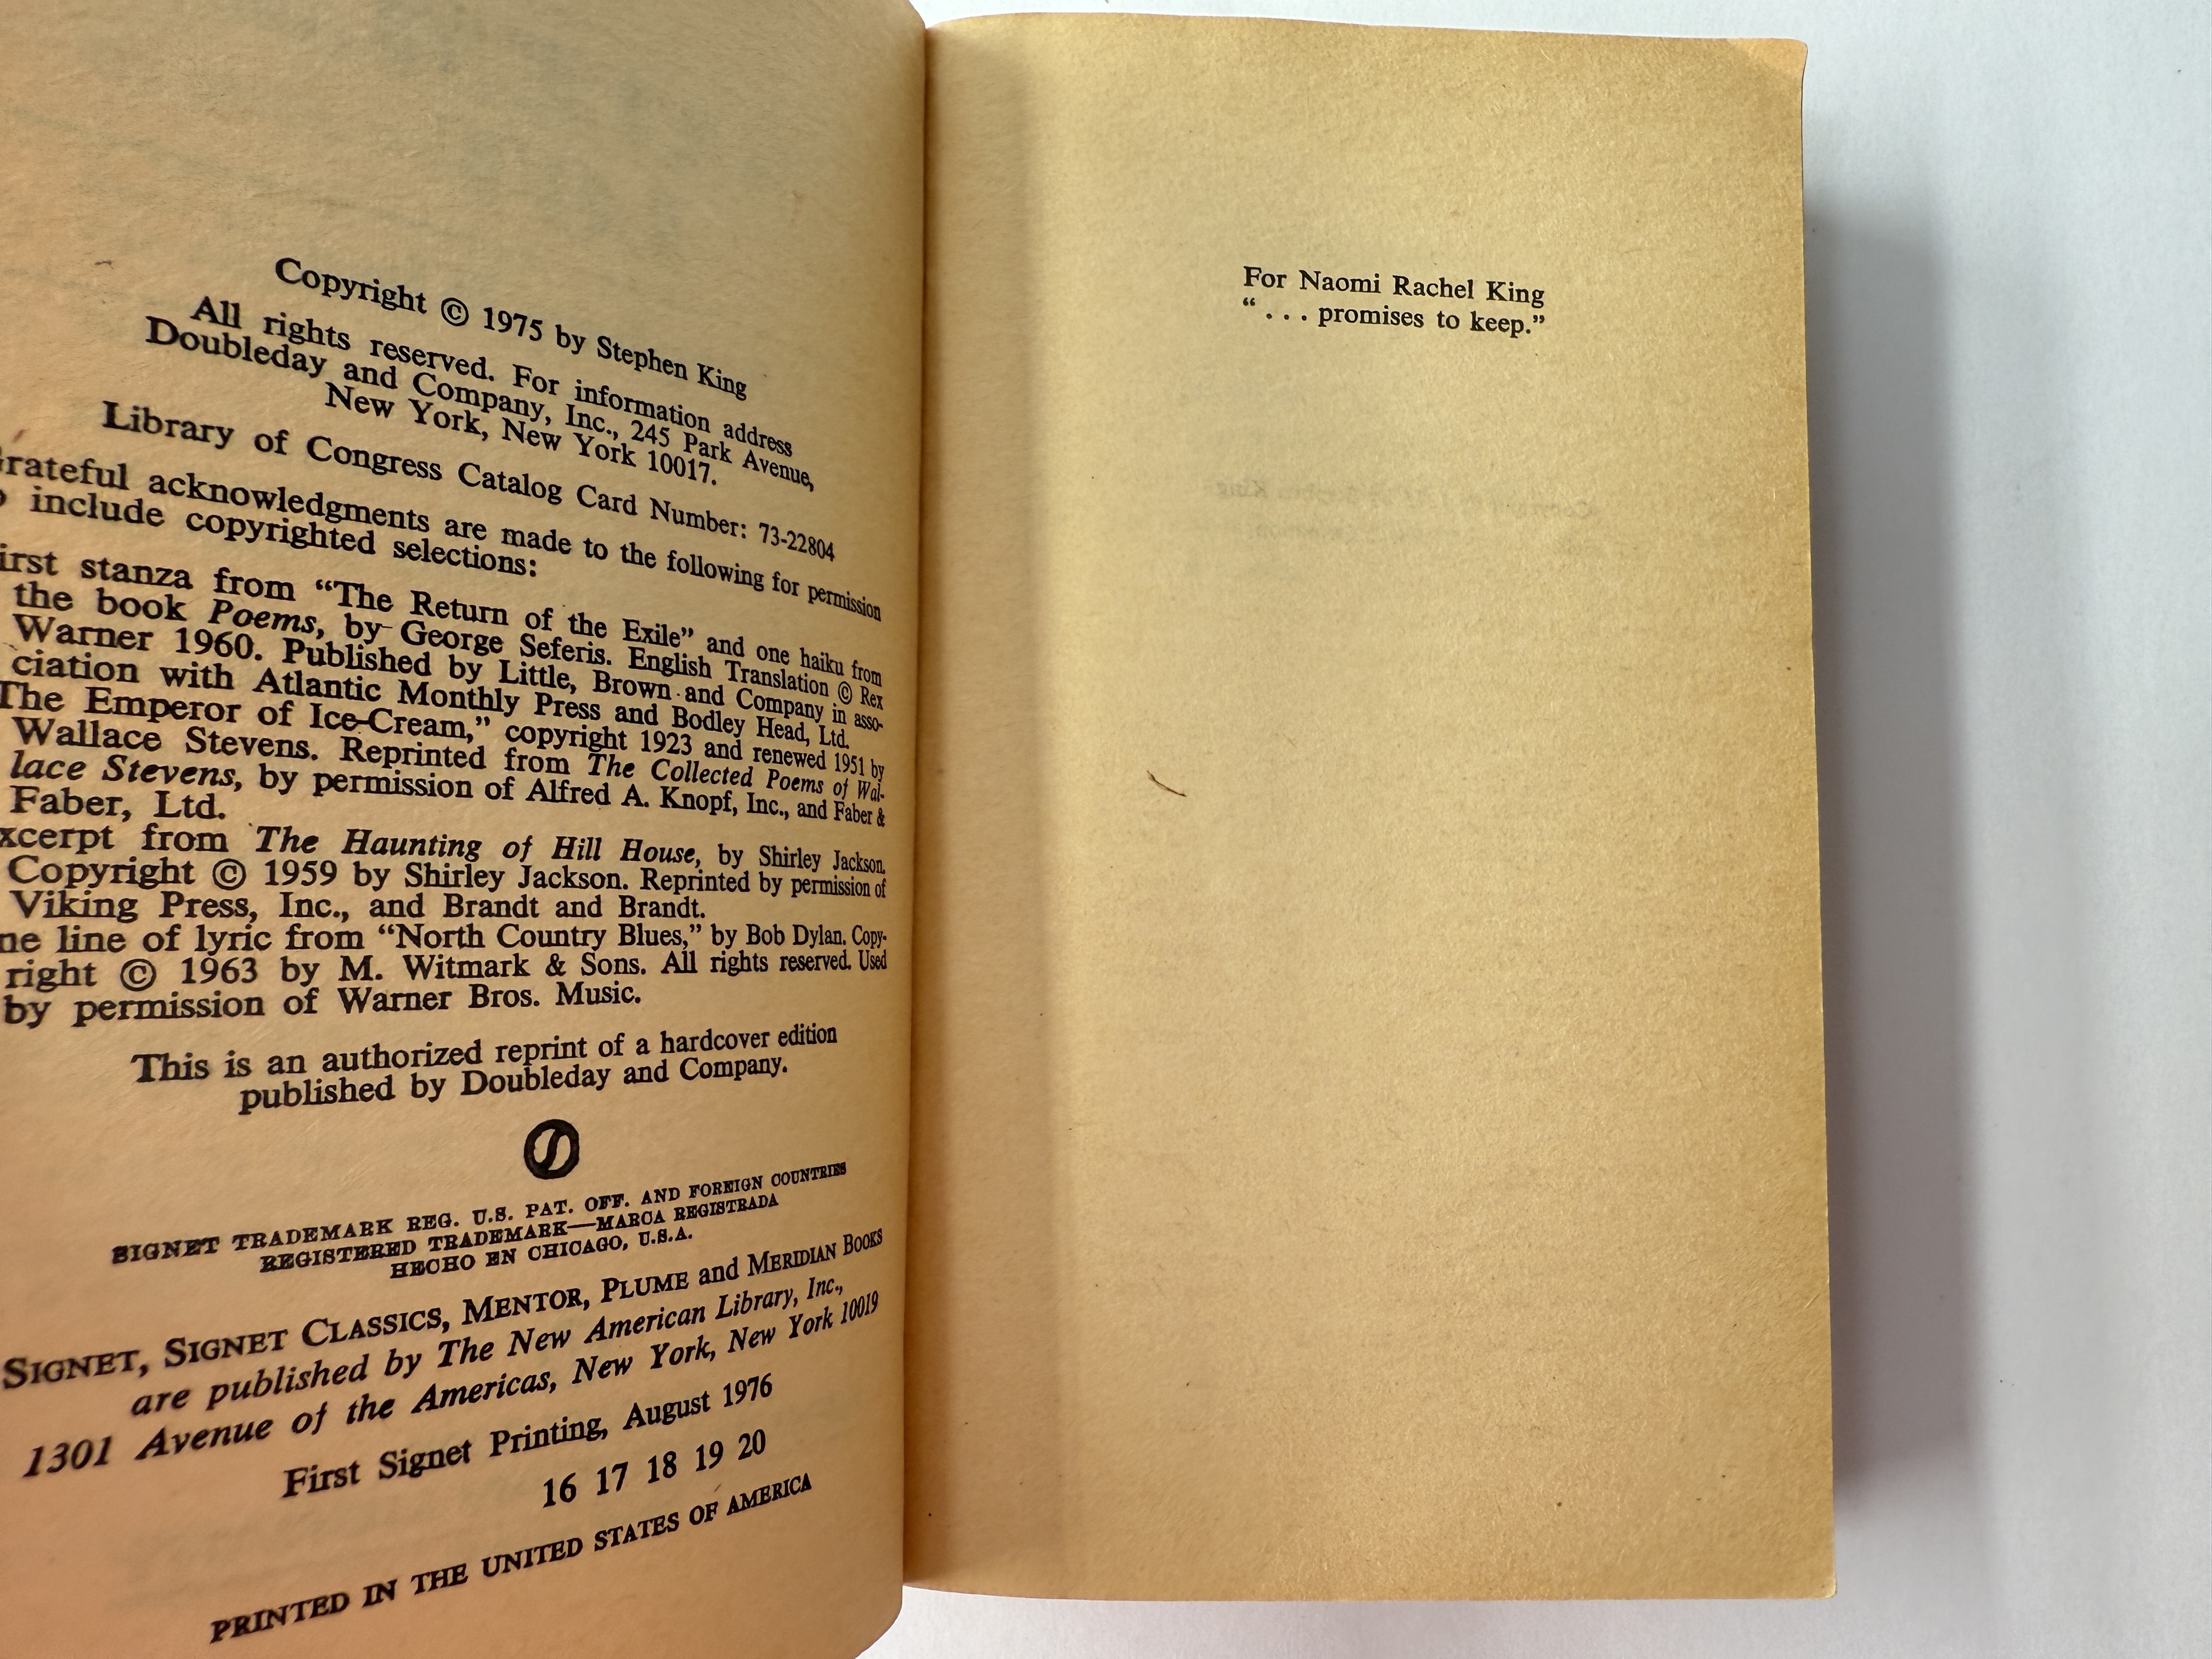 Copyright © 1975 by Stephen King
All rights reserved. For information address
Doubleday and Company, Inc., 245 Park Avenue,
New York, New York 10017.
Library of Congress Catalog Card Number: 73-22804
rateful acknowledgments are made to the following for permission
include copyrighted selections:
irst stanza from “The Return of the Exile” and one haiku from
the book Poems, by George Seferis. English Translation © Rex
Warner 1960. Published by Little, Brown and Company in asso-
ciation with Atlantic Monthly Press and Bodley Head, Ltd.
The Emperor of Ice-Cream,” copyright 1923 and renewed 1951 by
Wallace Stevens. Reprinted from The Collected Poems of Wal-
lace Stevens, by permission of Alfred A. Knopf, Inc., and Faber &
Faber, Ltd.
xcerpt from The Haunting of Hill House, by Shirley Jackson.
Copyright © 1959 by Shirley Jackson. Reprinted by permission of
Viking Press, Inc., and Brandt and Brandt.
ne line of lyric from “North Country Blues,” by Bob Dylan. Copy-
right © 1963 by M. Witmark & Sons. All rights reserved. Used
by permission of Warner Bros. Music.
This is an authorized reprint of a hardcover edition
published by Doubleday and Company.
SIGNET TRADEMARK REG. U.S. PAT. OFF. AND FOREIGN COUNTRIES
REGISTERED TRADEMARK—MARCA REGISTRADA
HECHO EN CHICAGO, U.S.A.
SIGNET, SIGNET CLASSICS, MENTOR, PLUME and MERIDIAN BOOKS
are published by The New American Library, Inc.,
1301 Avenue of the Americas, New York, New York 10019
First Signet Printing, August 1976
16 17 18 19 20
PRINTED IN THE UNITED STATES OF AMERICA
For Naomi Rachel King
“ . . . promises to keep.”